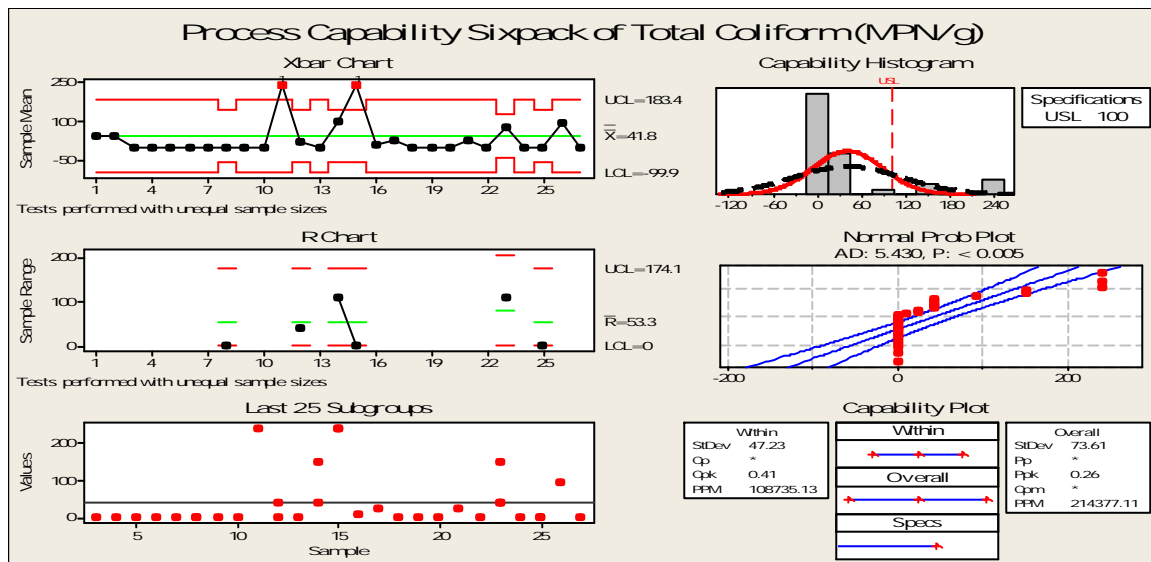 Process Capability Sixpack of Total Coliform (MPN/g)
Xbar Chart
Sample Mean
250
100
-50
1
1
UCL=183.4
X=41.8
LCL=-99.9
1 4 7 10 13 16 19 22 25
Tests performed with unequal sample sizes
Capability Histogram
USL
Specifications
USL 100
-120 -60 0 60 120 180 240
R Chart
Sample Range
200
100
0
UCL=174.1
R=53.3
LCL=0
1 4 7 10 13 16 19 22 25
Tests performed with unequal sample sizes
Normal Prob Plot
AD: 5.430, P: < 0.005
-200 0 200
Last 25 Subgroups
Values
200
100
0
5 10 15 20 25
Sample
Capability Plot
Within
StDev 47.23
Cp *
Cpk 0.41
PPM 108735.13
Within
Overall
Specs
Overall
StDev 73.61
Pp *
Ppk 0.26
Cpm *
PPM 214377.11